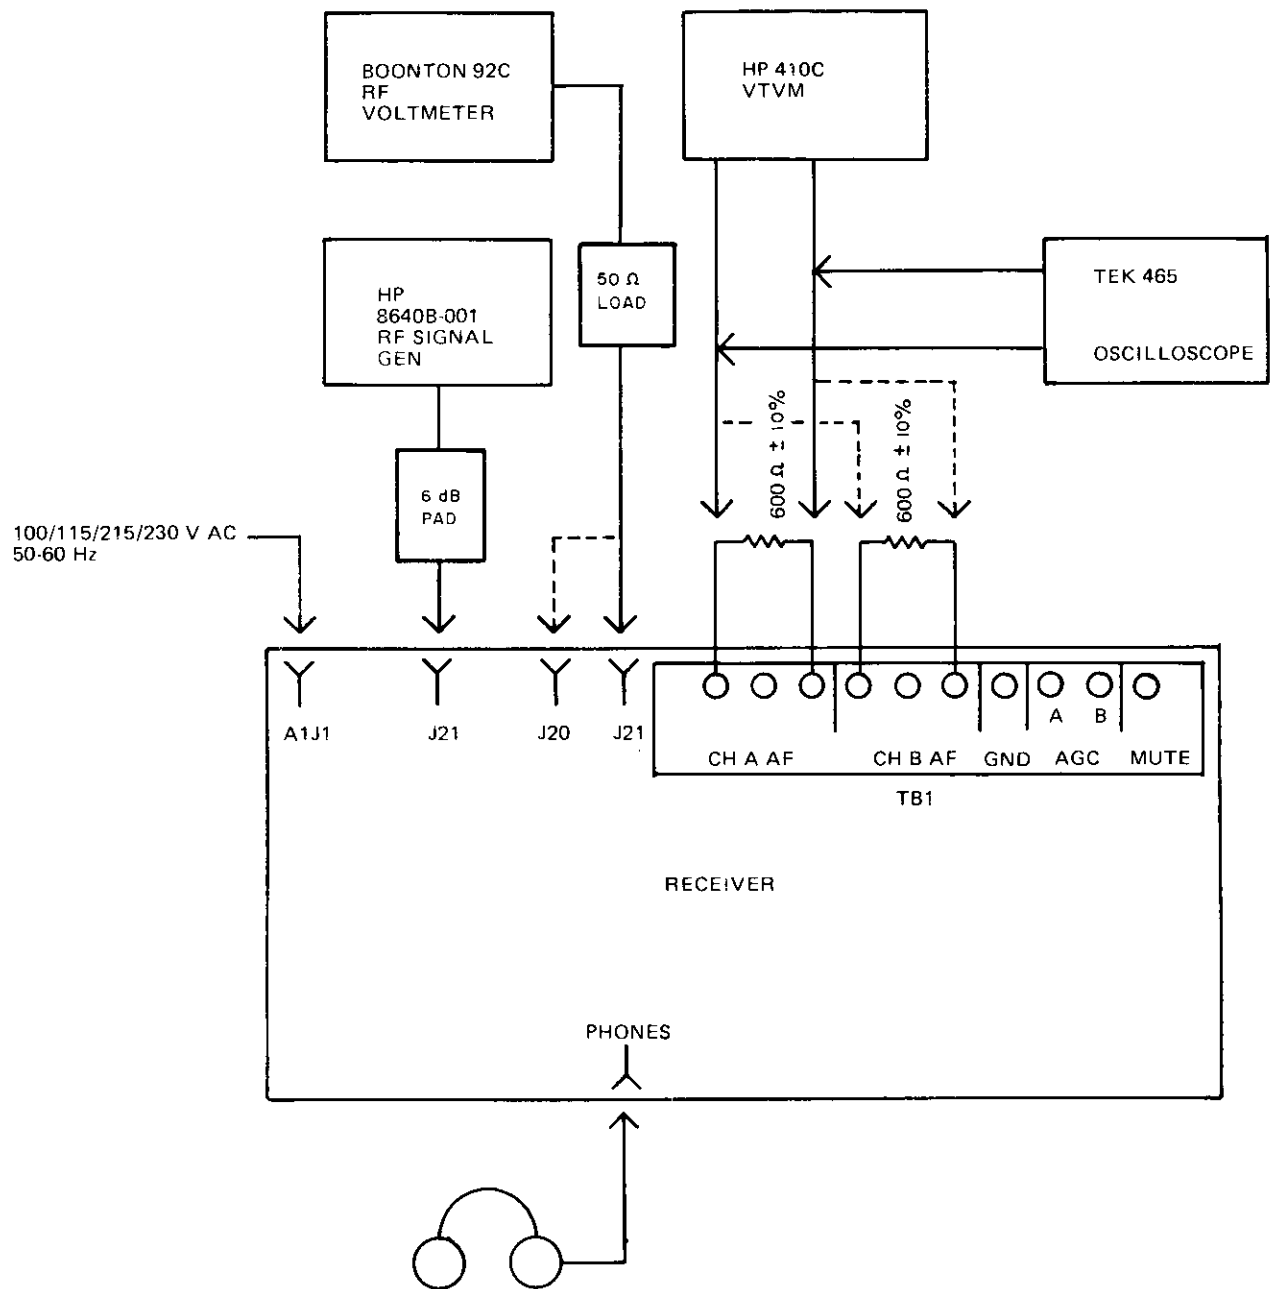 BOONTON 92C
RF
VOLTMETER
HP 410C
VTVM
HP
8640B-001
RF SIGNAL
GEN
50 Ω
LOAD
TEK 465
OSCILLOSCOPE
6 dB
PAD
600 Ω ± 10%
600 Ω ± 10%
100/115/215/230 V AC
50-60 Hz
A1J1
J21
J20
J21
A
B
CH A AF
CH B AF
GND
AGC
MUTE
TB1
RECEIVER
PHONES